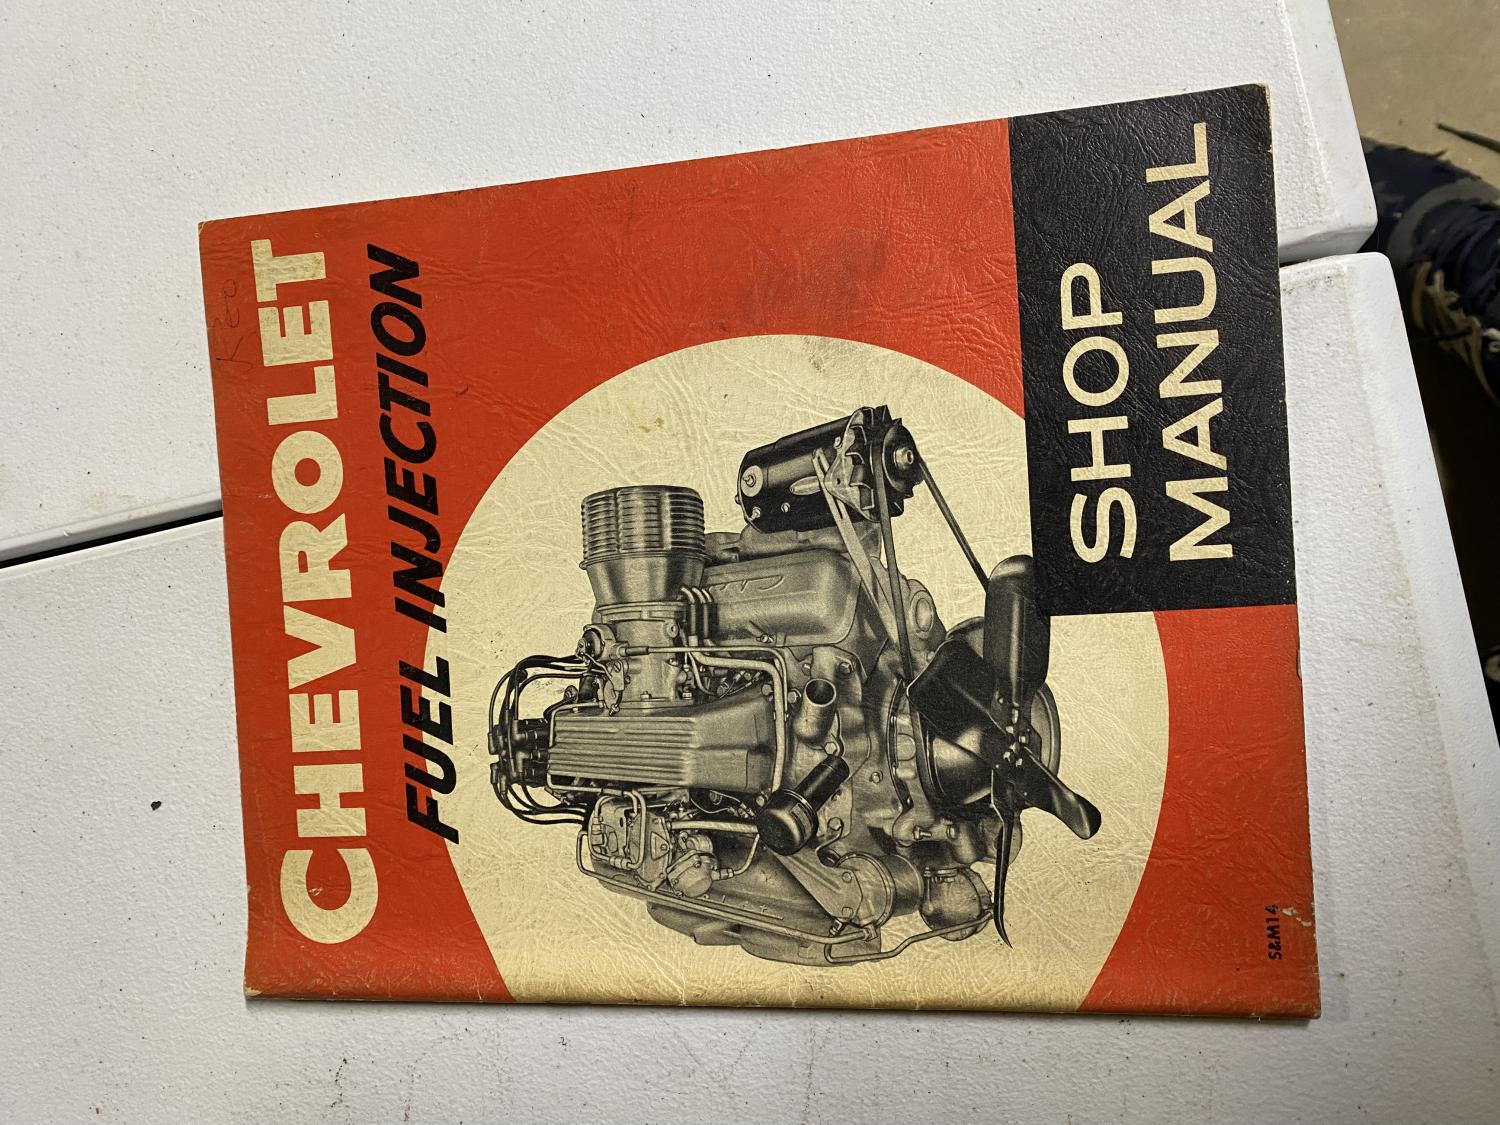 CHEVROLET
FUEL INJECTION
SHOP
MANUAL
S&M14